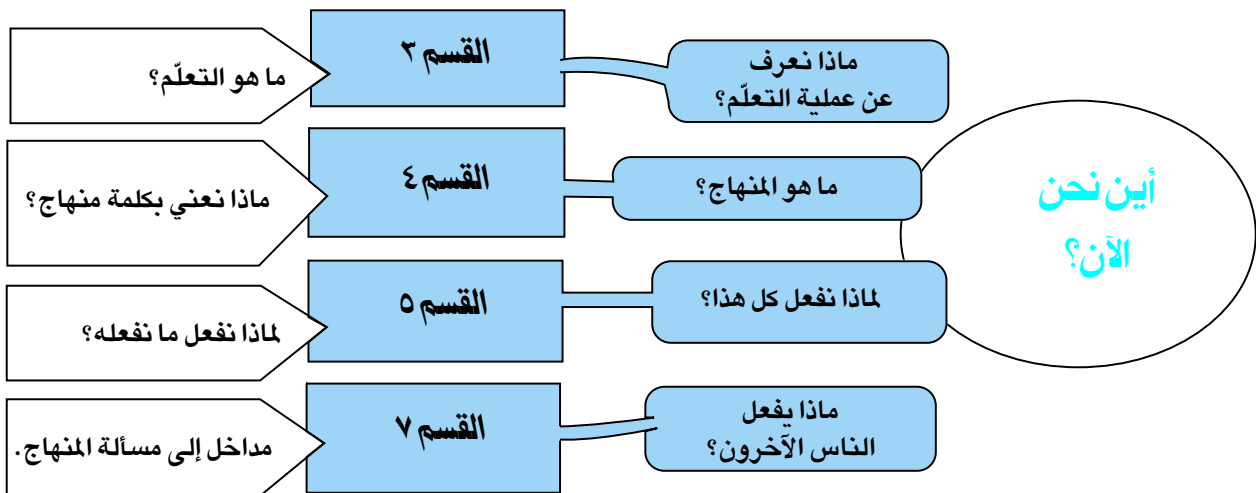 أين نحن
الآن؟
ماذا نعرف
عن عملية التعلّم؟
القسم ٣
ما هو التعلّم؟
ما هو المنهاج؟
القسم ٤
ماذا نعني بكلمة منهاج؟
لماذا نفعل كل هذا؟
القسم ٥
لماذا نفعل ما نفعله؟
ماذا يفعل
الناس الآخرون؟
القسم ٧
مداخل إلى مسألة المنهاج.